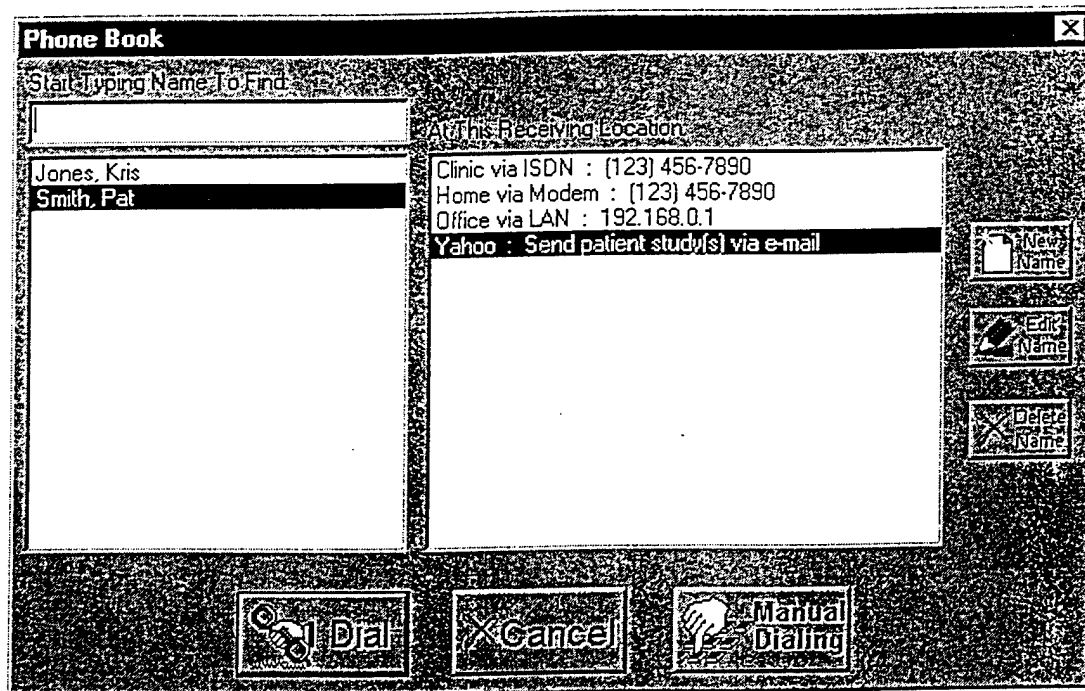 Phone Book
Start Typing Name To Find:
At This Receiving Location:
Jones, Kris
Smith, Pat
Clinic via ISDN : (123) 456-7890
Home via Modem : (123) 456-7890
Office via LAN : 192.168.0.1
Yahoo : Send patient study(s) via e-mail
New
Name
Edit
Name
Delete
Name
Dial
Cancel
Manual
Dialing